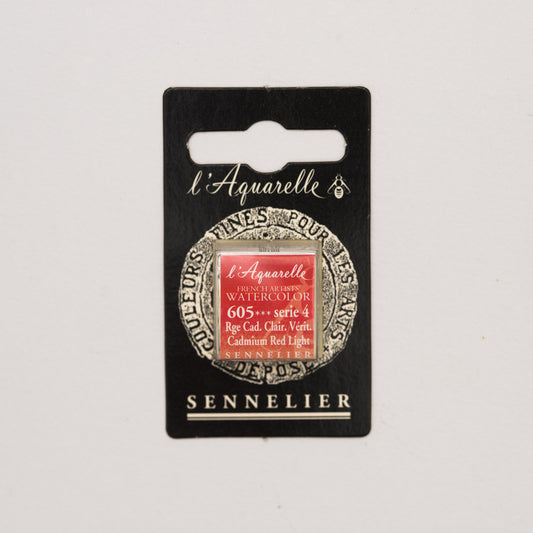 l'Aquarelle
COULEURS FINES POUR LES ARTS
DÉPOSÉ
l'Aquarelle
FRENCH ARTISTS'
WATERCOLOR
605*** serie 4
Rge Cad. Clair. Vérit.
Cadmium Red Light
SENNELIER
SENNELIER